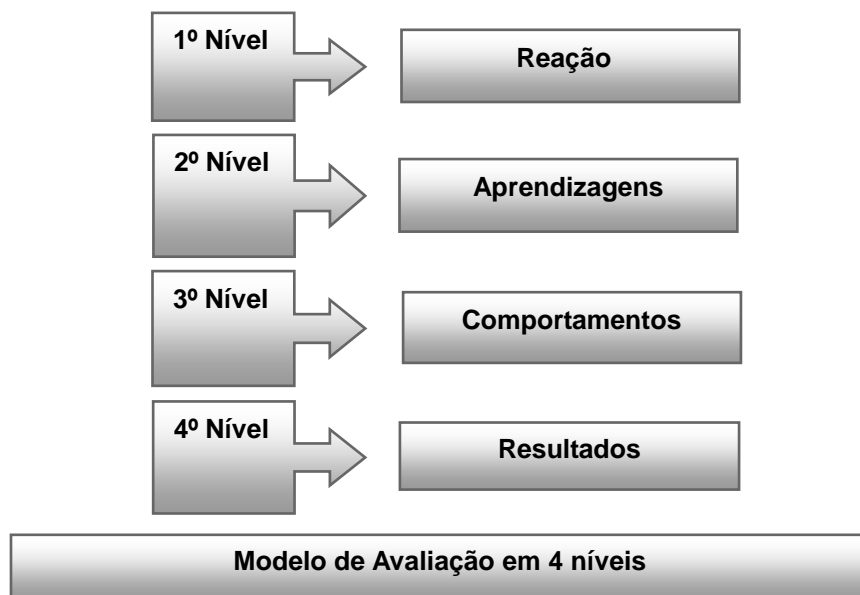 1º Nível
Reação
2º Nível
Aprendizagens
3º Nível
Comportamentos
4º Nível
Resultados
Modelo de Avaliação em 4 níveis